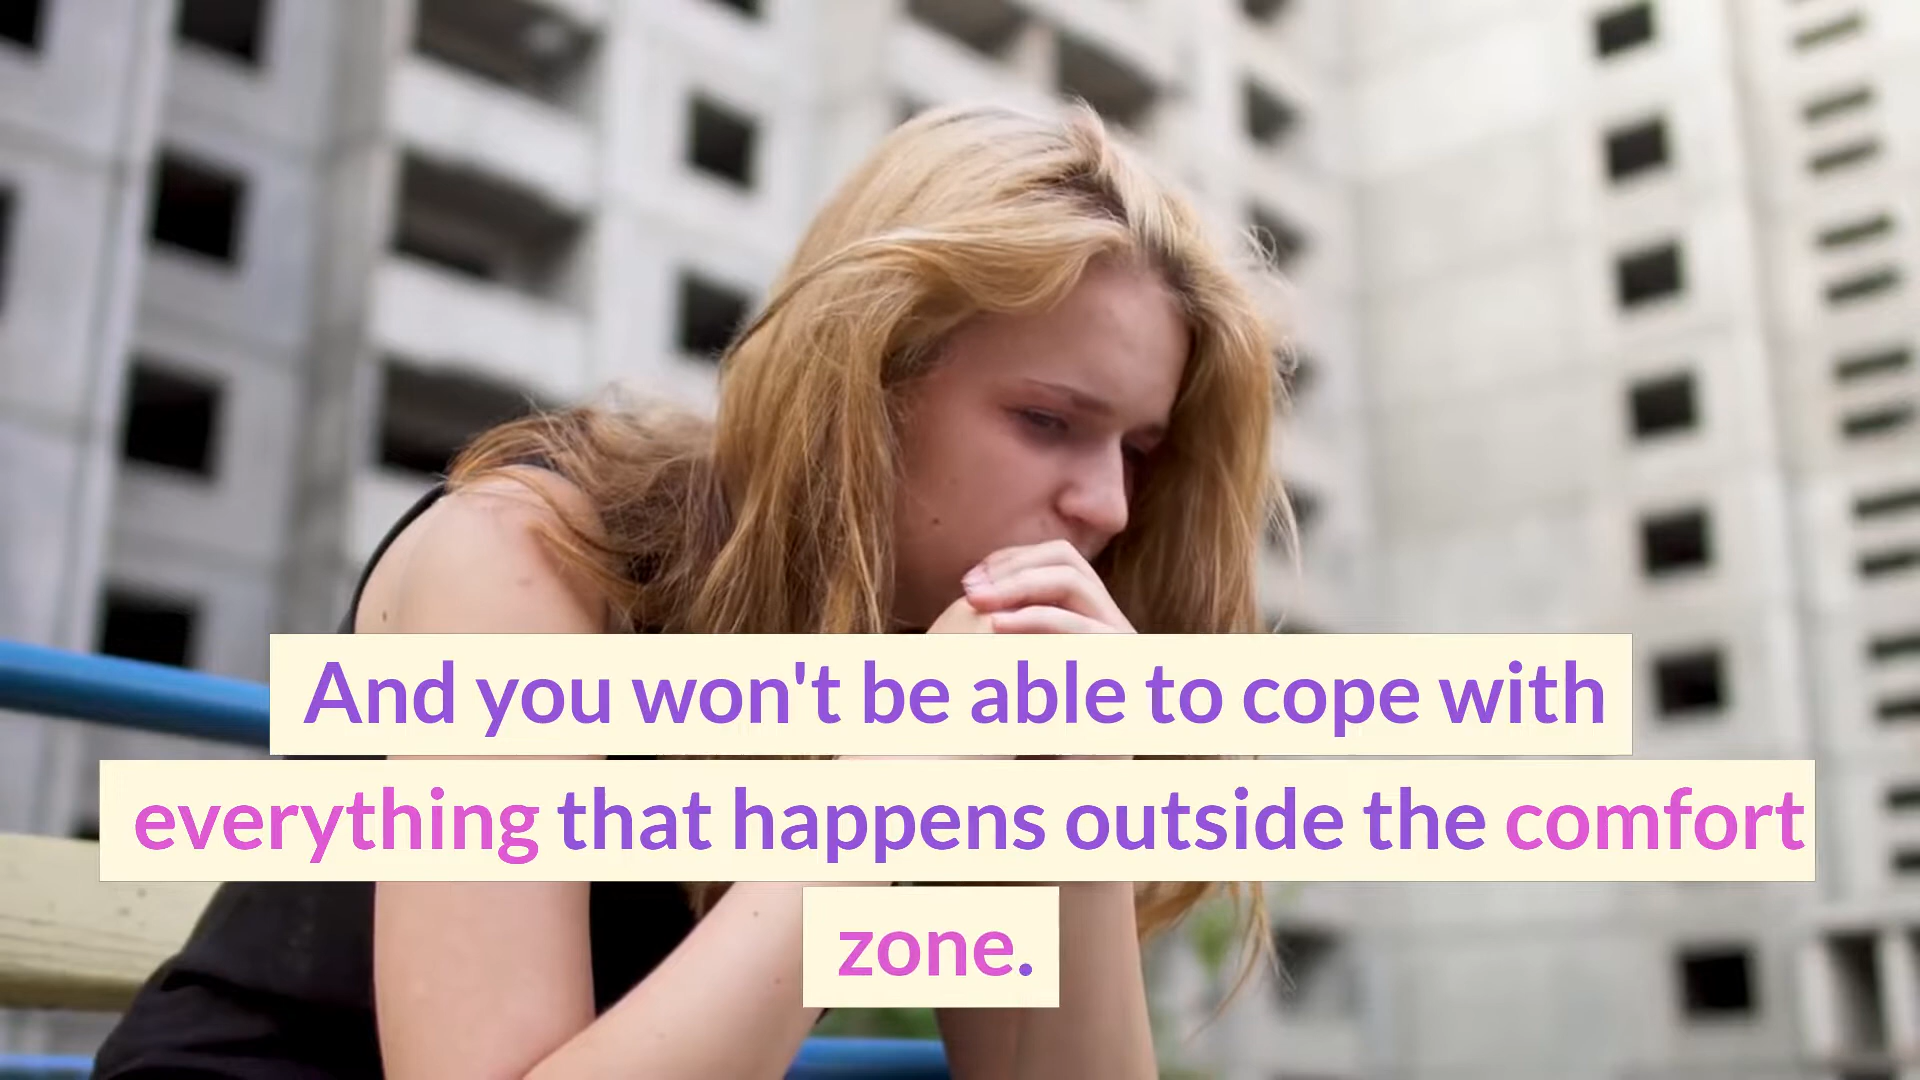 And you won't be able to cope with
everything that happens outside the comfort
zone.